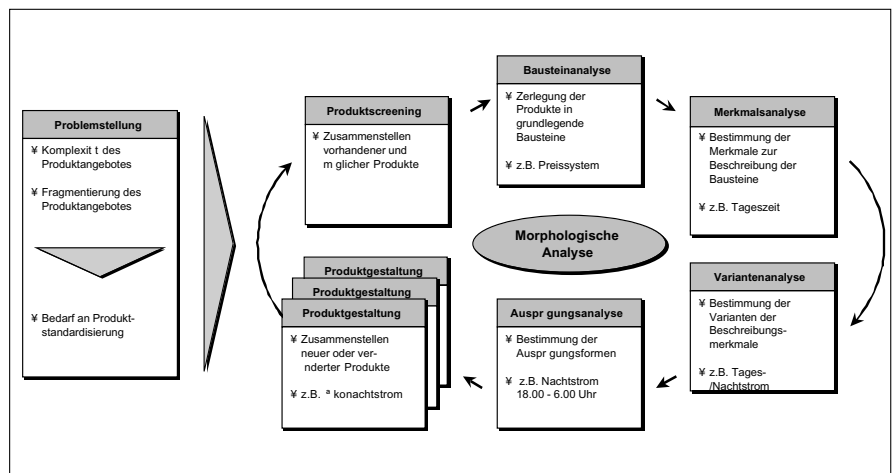 Problemstellung
¥ Komplexit t des
Produktangebotes
¥ Fragmentierung des
Produktangebotes
¥ Bedarf an Produkt-
standardisierung
Produktscreening
¥ Zusammenstellen
vorhandener und
m glicher Produkte
Bausteinanalyse
¥ Zerlegung der
Produkte in
grundlegende
Bausteine
¥ z.B. Preissystem
Merkmalsanalyse
¥ Bestimmung der
Merkmale zur
Beschreibung der
Bausteine
¥ z.B. Tageszeit
Morphologische
Analyse
Variantenanalyse
¥ Bestimmung der
Varianten der
Beschreibungs-
merkmale
¥ z.B. Tages-
/Nachtstrom
Auspr gungsanalyse
¥ Bestimmung der
Auspr gungsformen
¥ z.B. Nachtstrom
18.00 - 6.00 Uhr
Produktgestaltung
Produktgestaltung
Produktgestaltung
¥ Zusammenstellen
neuer oder ver-
nderter Produkte
¥ z.B. ª konachtstrom